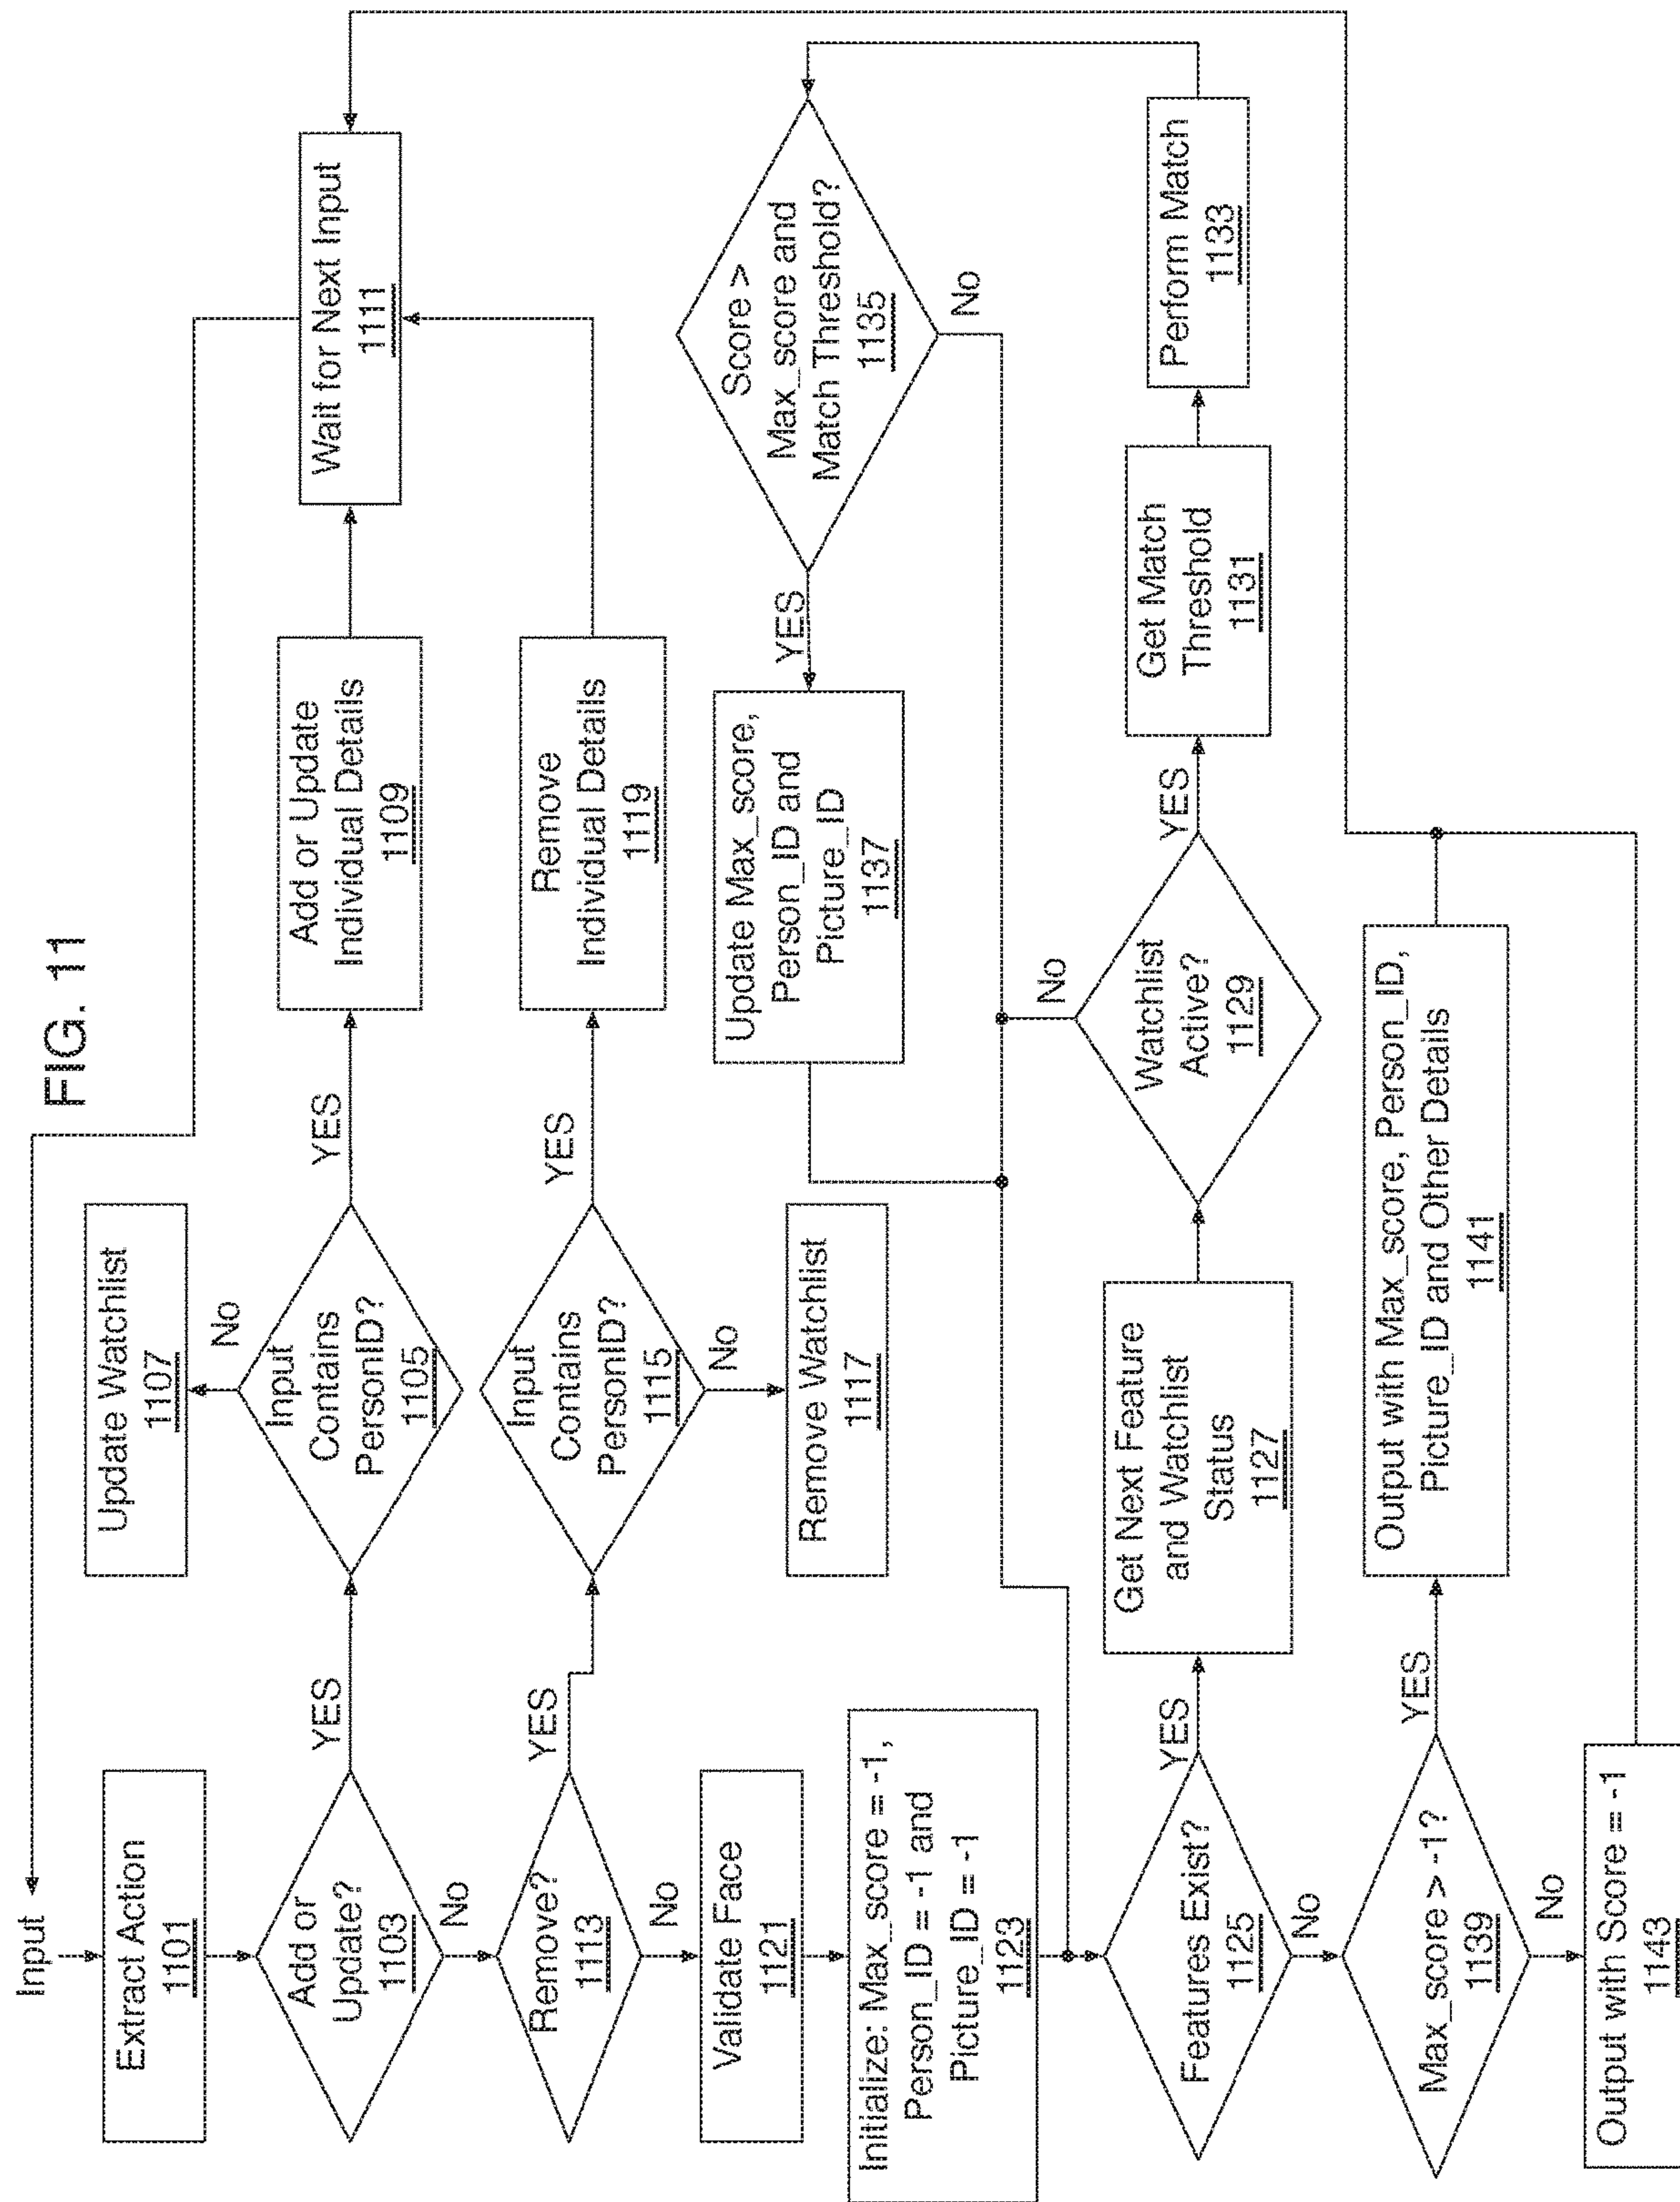 FIG. 11
Input
Extract Action
1101
Add or
Update?
1103
YES
No
Input
Contains
PersonID?
1105
No
Update Watchlist
1107
YES
Add or Update
Individual Details
1109
Wait for Next Input
1111
Remove?
1113
YES
No
Input
Contains
PersonID?
1115
No
Remove Watchlist
1117
YES
Remove
Individual Details
1119
Validate Face
1121
Initialize: Max_score = -1,
Person_ID = -1 and
Picture_ID = -1
1123
Features Exist?
1125
YES
No
Get Next Feature
and Watchlist
Status
1127
Watchlist
Active?
1129
No
YES
Get Match
Threshold
1131
Perform Match
1133
Score >
Max_score and
Match Threshold?
1135
No
YES
Update Max_score,
Person_ID and
Picture_ID
1137
Max_score > -1?
1139
YES
No
Output with Max_score, Person_ID,
Picture_ID and Other Details
1141
Output with Score = -1
1143